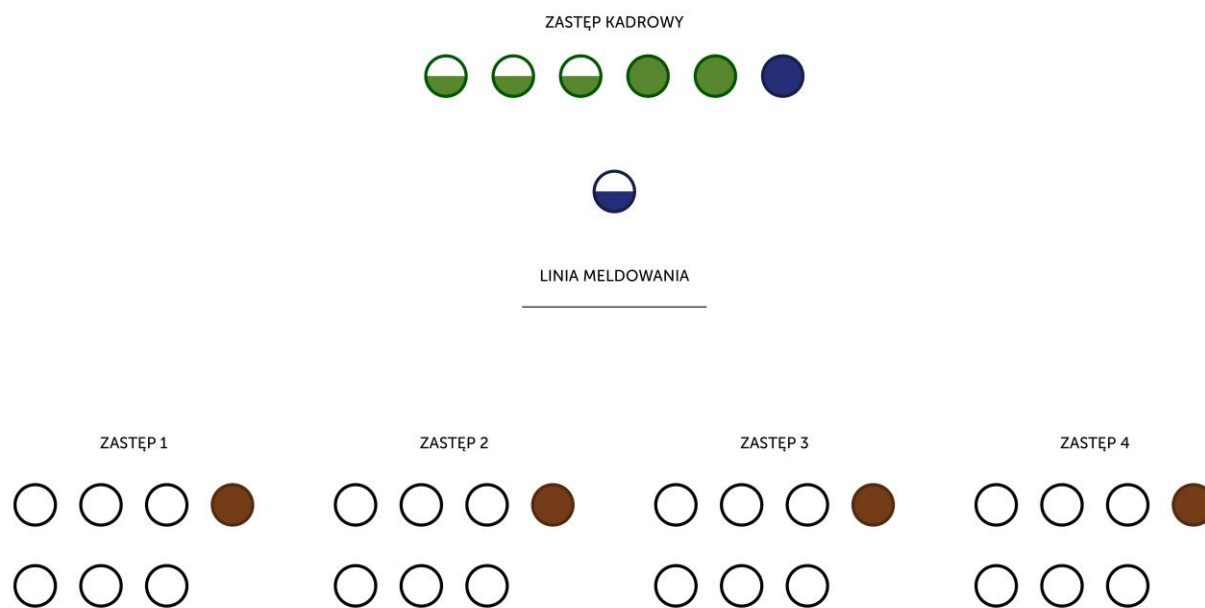 ZASTĘP KADROWY
LINIA MELDOWANIA
ZASTĘP 1
ZASTĘP 2
ZASTĘP 3
ZASTĘP 4